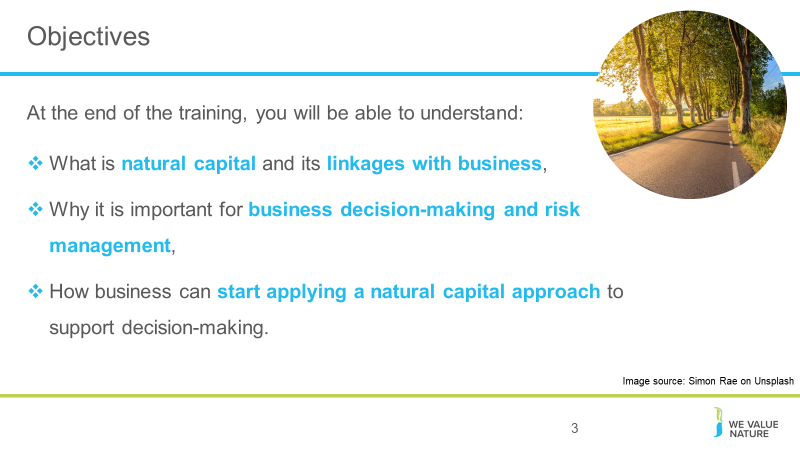 Objectives
At the end of the training, you will be able to understand:
❖ What is natural capital and its linkages with business,
❖ Why it is important for business decision-making and risk
management,
❖ How business can start applying a natural capital approach to
support decision-making.
Image source: Simon Rae on Unsplash
3
WE VALUE
NATURE